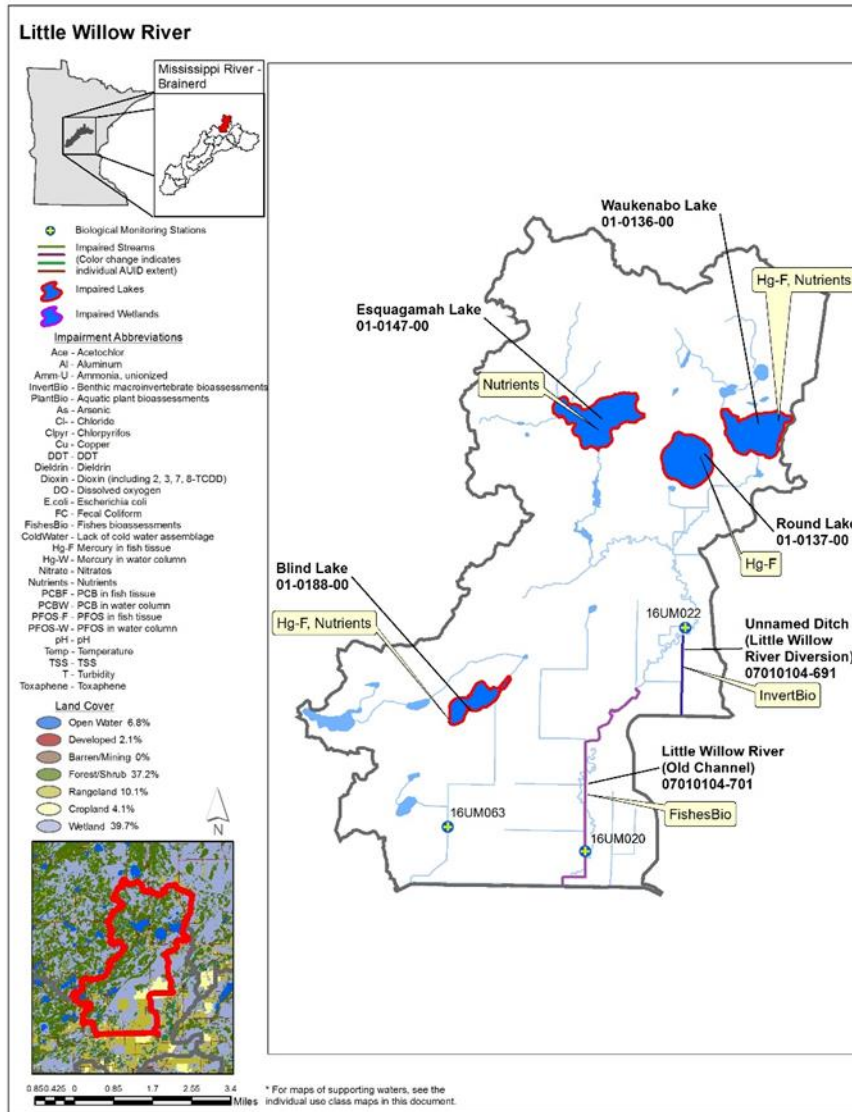 Little Willow River
Mississippi River -
Brainerd
Biological Monitoring Stations
Impaired Streams
(Color change indicates
individual AUID extent)
Impaired Lakes
Impaired Wetlands
Impairment Abbreviations
Ace - Acetochlor
Al - Aluminum
Amm-U - Ammonia, unionized
InvertBio - Benthic macroinvertebrate bioassessments
PlantBio - Aquatic plant bioassessments
As - Arsenic
Cl- - Chloride
Clpyr - Chlorpyrifos
Cu - Copper
DDT - DDT
Dieldrin - Dieldrin
Dioxin - Dioxin (including 2, 3, 7, 8-TCDD)
DO - Dissolved oxyogen
E.coli - Escherichia coli
FC - Fecal Coliform
FishesBio - Fishes bioassessments
ColdWater - Lack of cold water assemblage
Hg-F Mercury in fish tissue
Hg-W - Mercury in water column
Nitrate - Nitrates
Nutrients - Nutrients
PCBF - PCB in fish tissue
PCBW - PCB in water column
PFOS-F - PFOS in fish tissue
PFOS-W - PFOS in water column
pH - pH
Temp - Temperature
TSS - TSS
T - Turbidity
Toxaphene - Toxaphene
Land Cover
Open Water 6.8%
Developed 2.1%
Barren/Mining 0%
Forest/Shrub 37.2%
Rangeland 10.1%
Cropland 4.1%
Wetland 39.7%
N
0.85 0.425 0 0.85 1.7 2.55 3.4
Miles
* For maps of supporting waters, see the
individual use class maps in this document.
Waukenabo Lake
01-0136-00
Hg-F, Nutrients
Esquagamah Lake
01-0147-00
Nutrients
Round Lake
01-0137-00
Hg-F
Blind Lake
01-0188-00
Hg-F, Nutrients
16UM022
Unnamed Ditch
(Little Willow
River Diversion)
07010104-691
InvertBio
Little Willow River
(Old Channel)
07010104-701
FishesBio
16UM063
16UM020